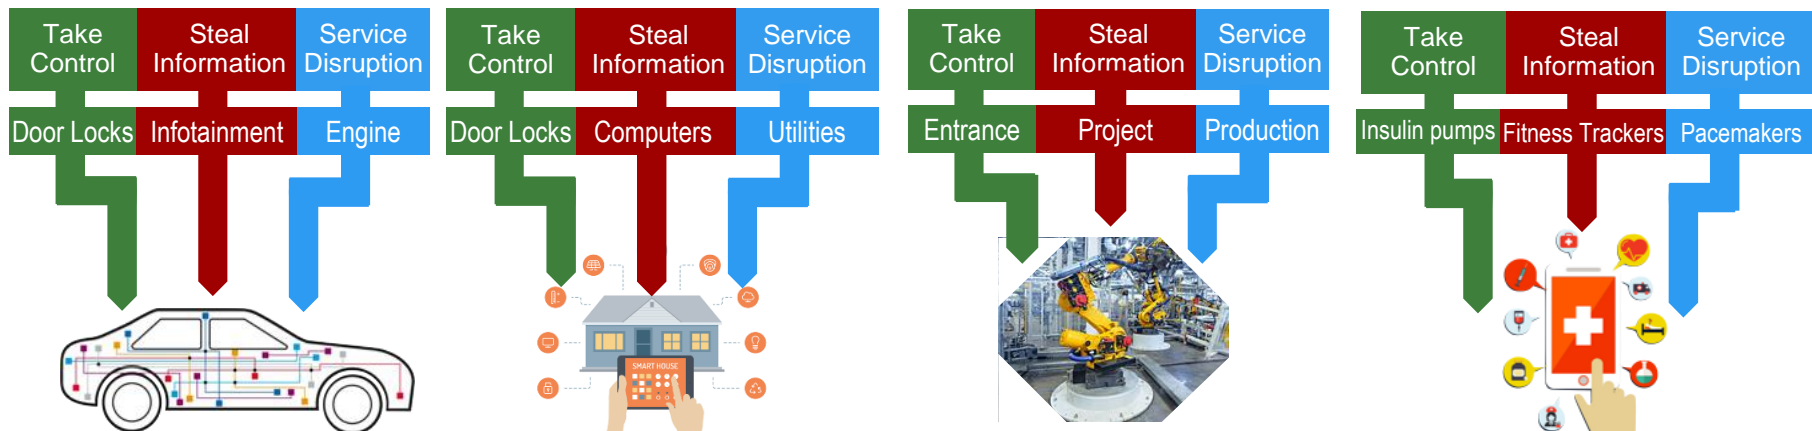 Take
Control
Steal
Information
Service
Disruption
Door Locks
Infotainment
Engine
Take
Control
Steal
Information
Service
Disruption
Door Locks
Computers
Utilities
SMART HOUSE
Take
Control
Steal
Information
Service
Disruption
Entrance
Project
Production
Take
Control
Steal
Information
Service
Disruption
Insulin pumps
Fitness Trackers
Pacemakers